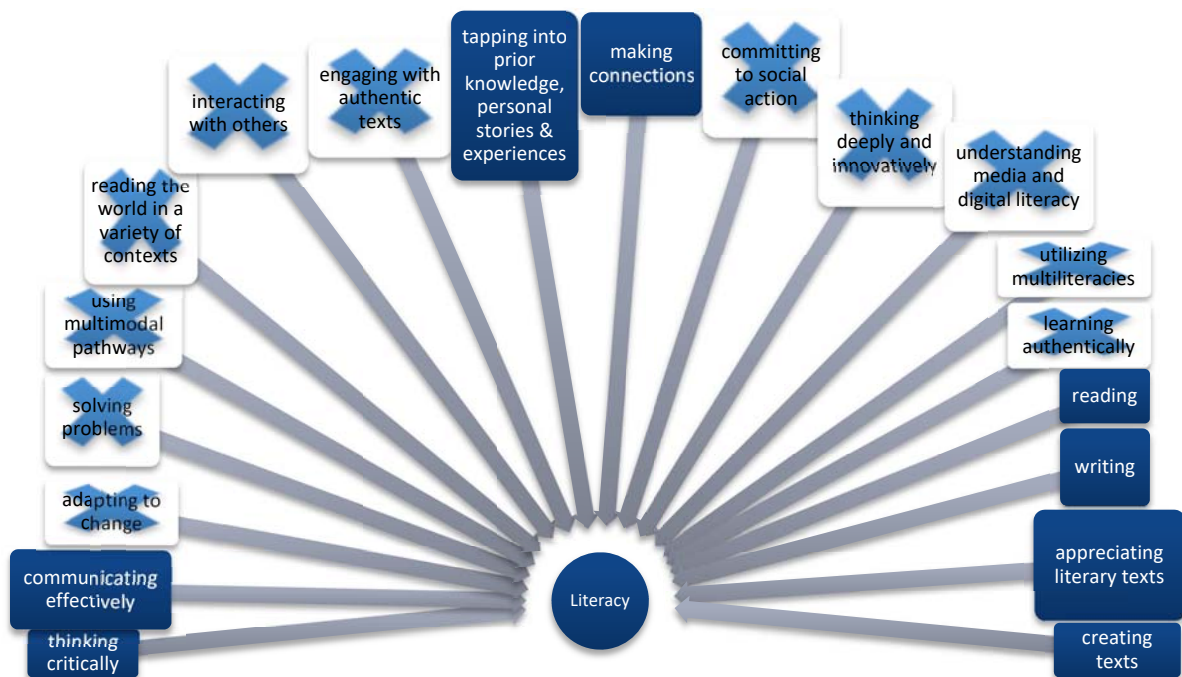 thinking
critically
communicating
effectively
adapting to
change
solving
problems
using
multimodal
pathways
reading the
world in a
variety of
contexts
interacting
with others
engaging with
authentic
texts
tapping into
prior
knowledge,
personal
stories &
experiences
making
connections
committing
to social
action
thinking
deeply and
innovatively
understanding
media and
digital literacy
utilizing
multiliteracies
learning
authentically
reading
writing
appreciating
literary texts
creating
texts
Literacy